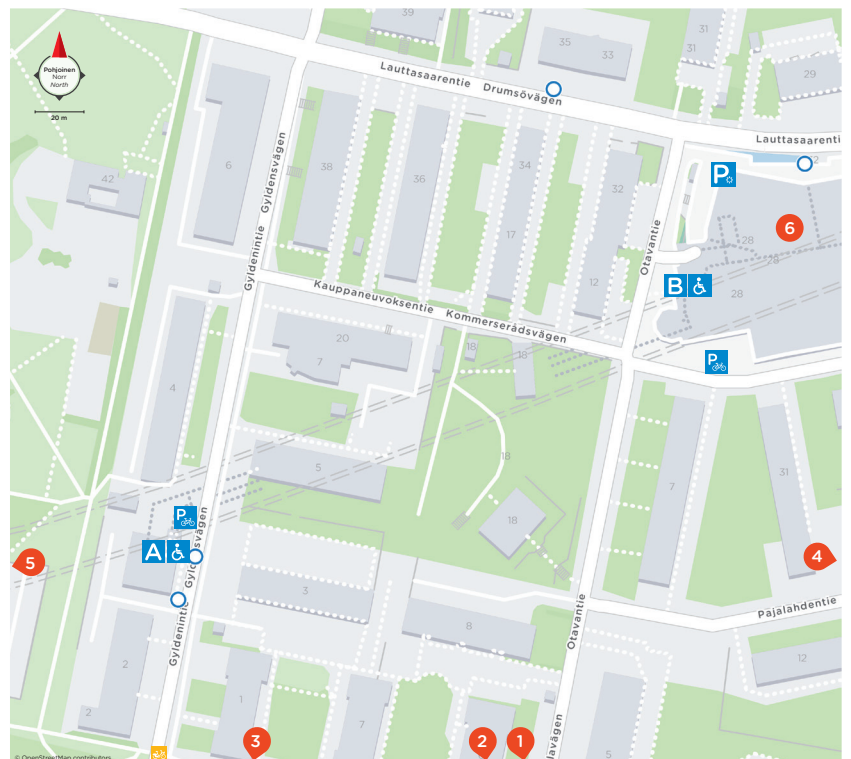 39
35
33
31
31
29
Pohjoinen
Norr
North
20 m
Lauttasaarentie Drumsövägen
Lauttasaarenti
2
P
6
38
36
34
32
42
Gyldenintie Gyldensvägen
17
12
Otavantie
6
28
28
28
B
Kauppaneuvoksentie Kommerserådsvägen
20
7
18
18
P
4
5
18
18
7
31
P
A
Gyldenintie Gyldensvägen
5
4
3
8
Otavantie
Pajalahdentie
2
2
1
7
12
5
3
2
1
lavägen
© OpenStreetMap contributors